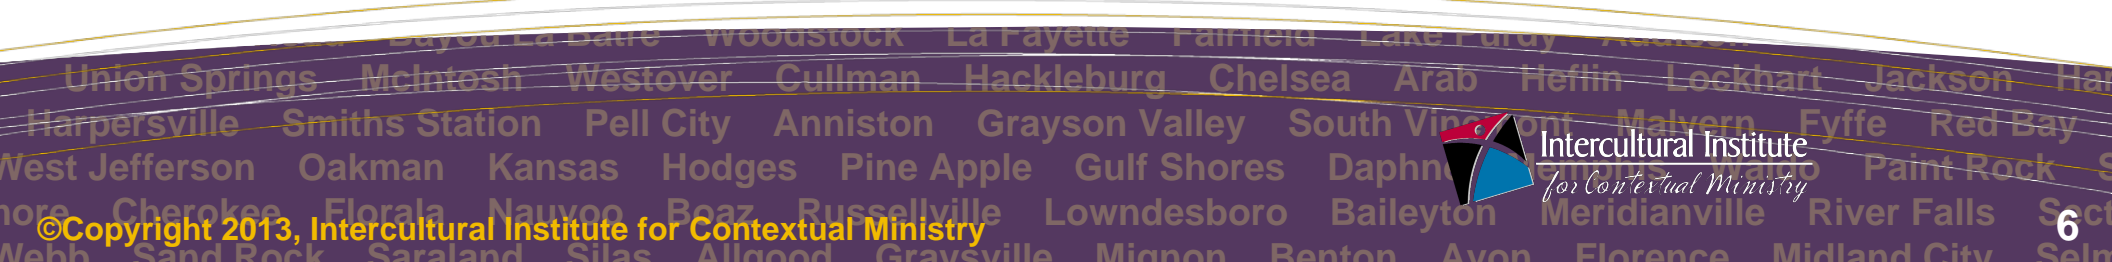 Bayou La Batre Woodstock La Fayette Fairfield Lake Purdy
Union Springs McIntosh Westover Cullman Hackleburg Chelsea Arab Heflin Lockhart Jackson
Harpersville Smiths Station Pell City Anniston Grayson Valley South Malvern Fyffe Red Bay
West Jefferson Oakman Kansas Hodges Pine Apple Gulf Shores Paint Rock
Intercultural Institute
for Contextual Ministry
Cherokee Florala Nauvoo Boaz Russellville Lowndesboro Baileyton Meridianville River Falls
©Copyright 2013, Intercultural Institute for Contextual Ministry
6
Webb Sand Rock Saraland Silas Allgood Graysville Mignon Benton Avon Florence Midland City